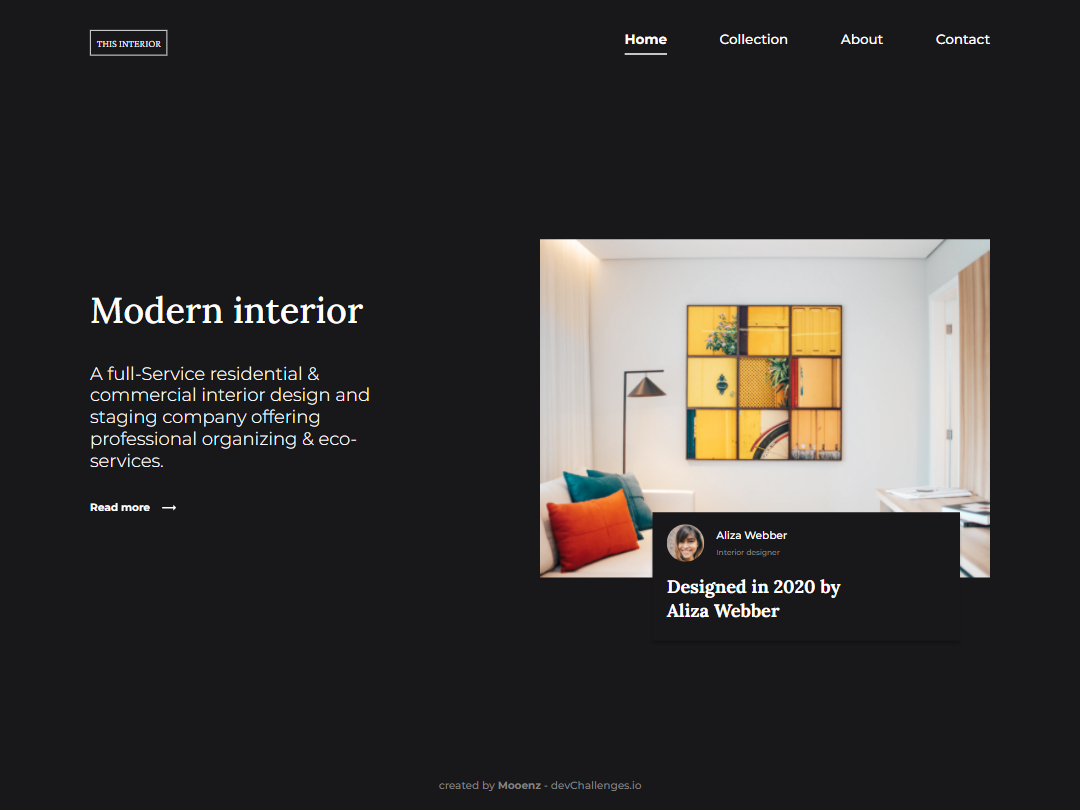 THIS INTERIOR
Home
Collection
About
Contact
Modern interior
A full-Service residential &
commercial interior design and
staging company offering
professional organizing & eco-
services.
Read more ⟶
Aliza Webber
Interior designer
Designed in 2020 by
Aliza Webber
created by Mooenz - devChallenges.io